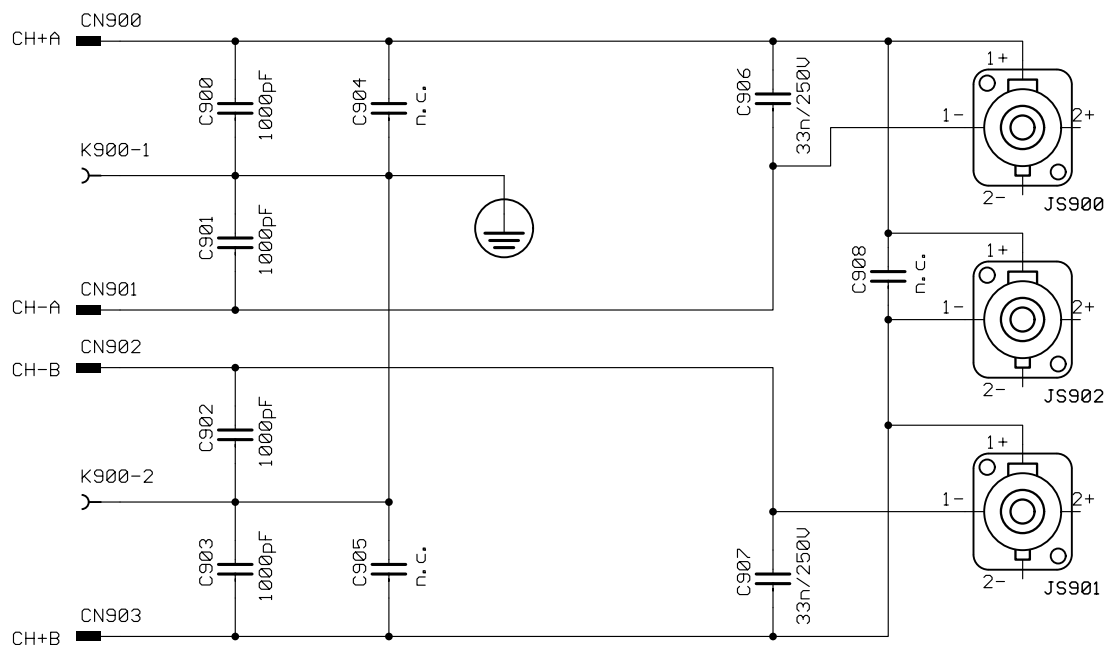 CN900
CH+A
C900
1000pF
C904
n.c.
C906
33n/250V
1+
1-
2+
2-
JS900
K900-1
C901
1000pF
CN901
CH-A
C908
n.c.
1+
1-
2+
2-
JS902
CN902
CH-B
C902
1000pF
K900-2
C903
1000pF
C905
n.c.
C907
33n/250V
1+
1-
2+
2-
JS901
CN903
CH+B